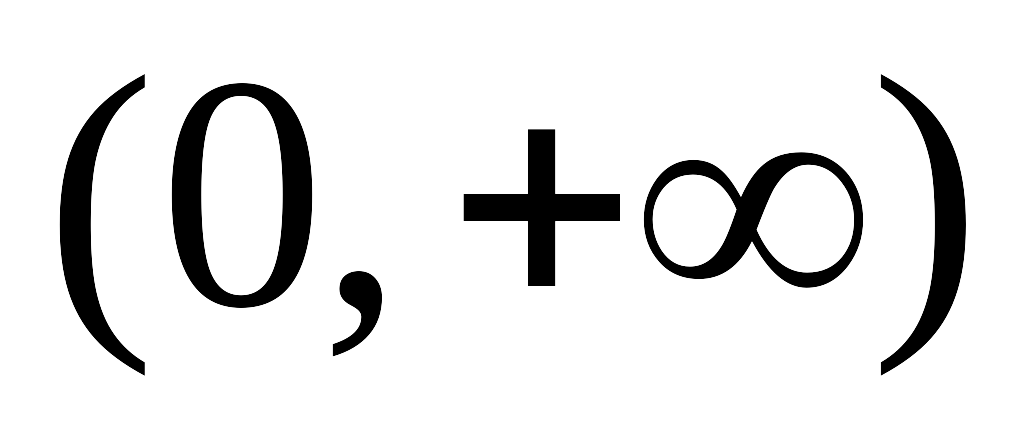 (0, +∞)